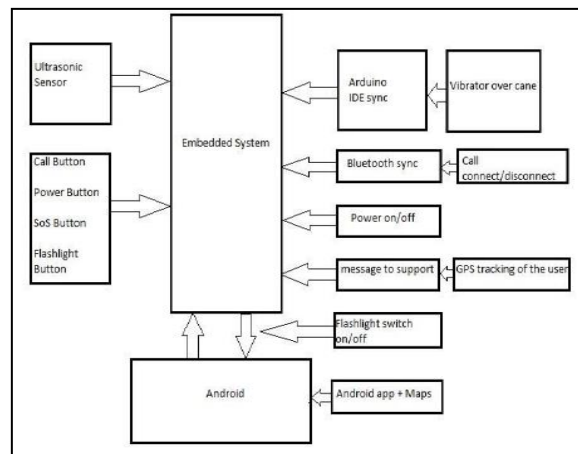 Ultrasonic
Sensor
Call Button
Power Button
SoS Button
Flashlight
Button
Embedded System
Arduino
IDE sync
Vibrator over cane
Bluetooth sync
Call
connect/disconnect
Power on/off
message to support
GPS tracking of the user
Flashlight switch
on/off
Android
Android app + Maps